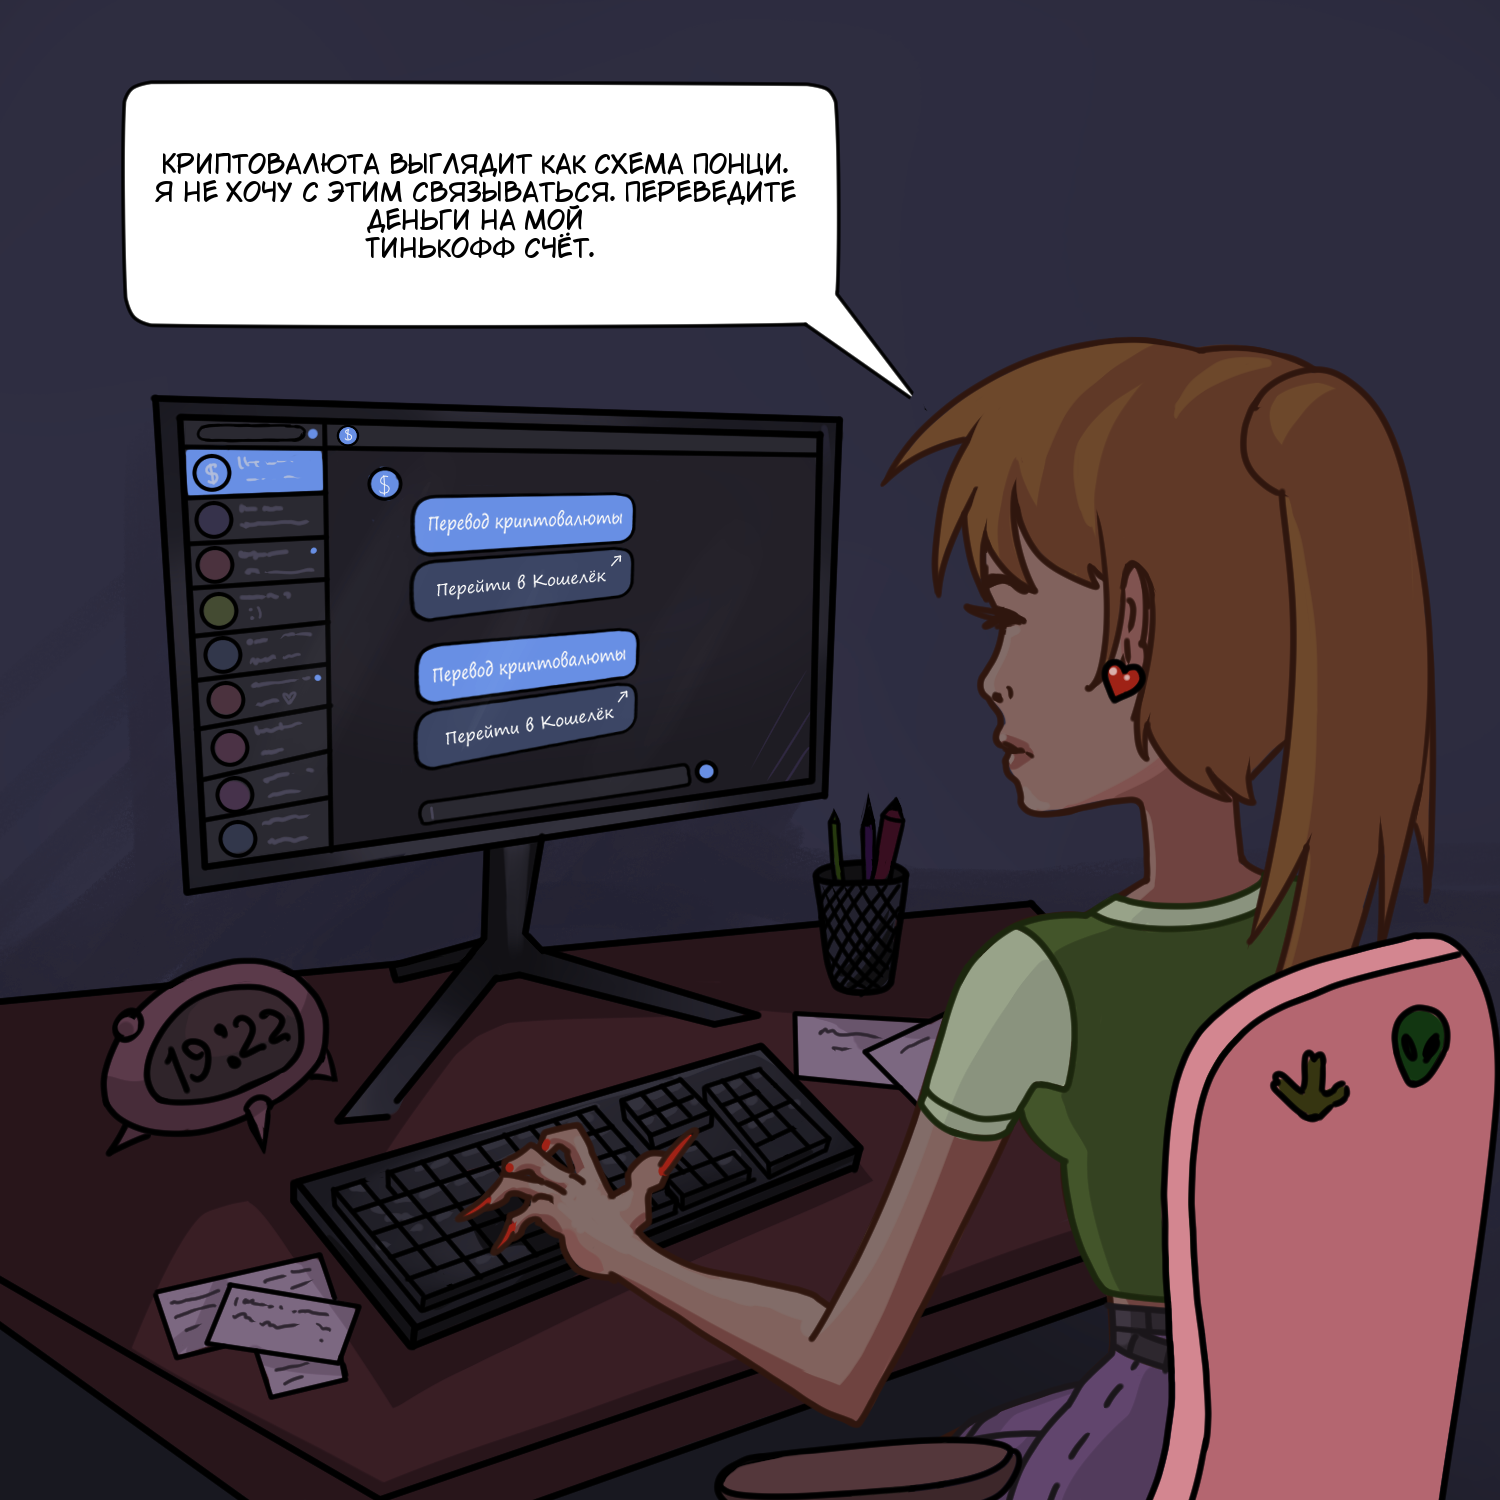 КРИПТОВАЛЮТА ВЫГЛЯДИТ КАК СХЕМА ПОНЦИ.
Я НЕ ХОЧУ С ЭТИМ СВЯЗЫВАТЬСЯ. ПЕРЕВЕДИТЕ
ДЕНЬГИ НА МОЙ
ТИНЬКОФФ СЧЁТ.
$
$
$
Перевод криптовалюты
Перейти в Кошелёк
:)
Перевод криптовалюты
Перейти в Кошелёк
19:22